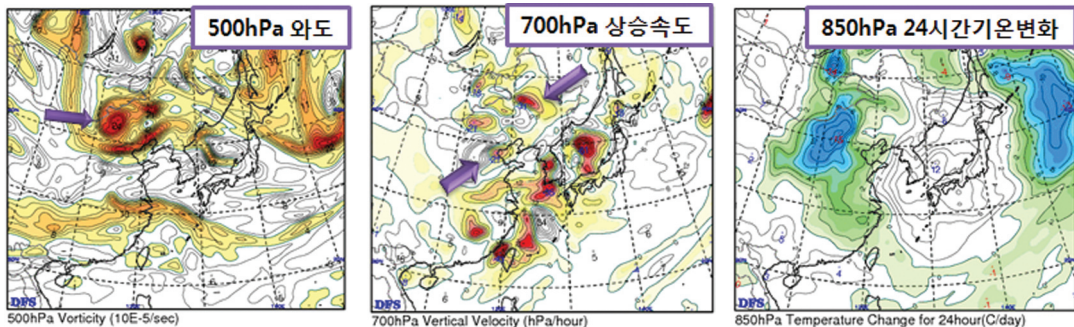 500hPa 와도
700hPa 상승속도
850hPa 24시간기온변화
DFS
DFS
DFS
500hPa Vorticity (10E-5/sec)
700hPa Vertical Velocity (hPa/hour)
850hPa Temperature Change for 24hour(C/day)